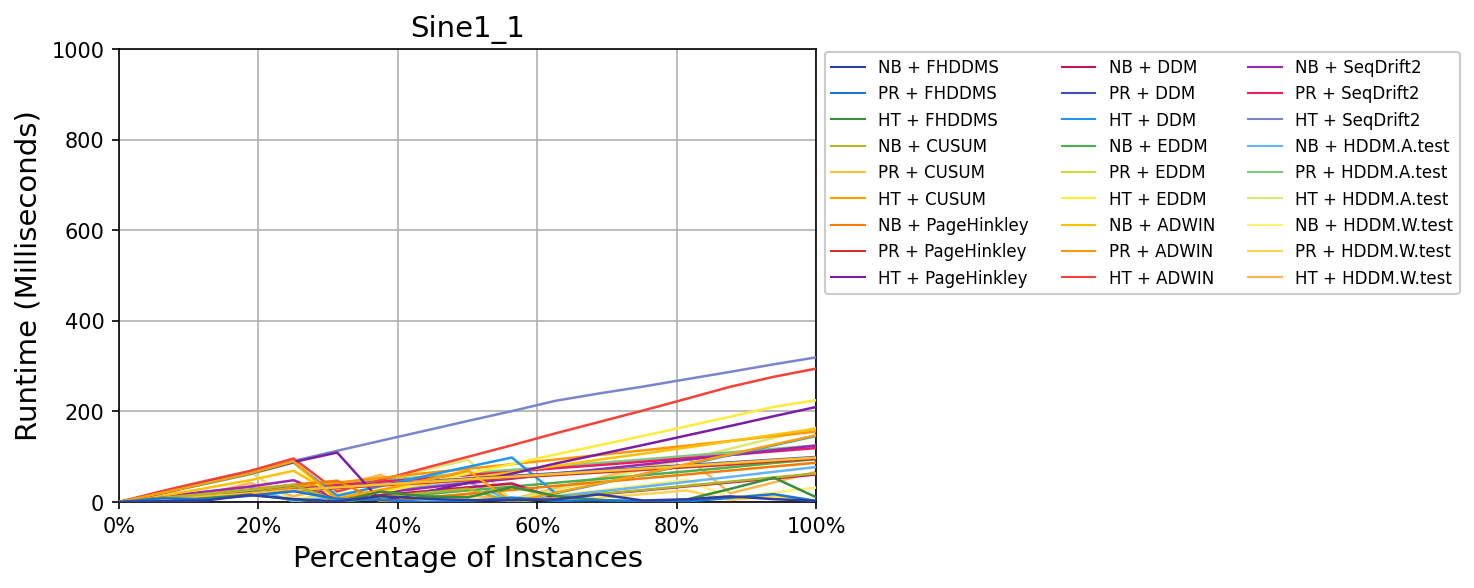 Sine1_1
Runtime (Milliseconds)
1000
800
600
400
200
0
0%
20%
40%
60%
80%
100%
Percentage of Instances
NB + FHDDMS
PR + FHDDMS
HT + FHDDMS
NB + CUSUM
PR + CUSUM
HT + CUSUM
NB + PageHinkley
PR + PageHinkley
HT + PageHinkley
NB + DDM
PR + DDM
HT + DDM
NB + EDDM
PR + EDDM
HT + EDDM
NB + ADWIN
PR + ADWIN
HT + ADWIN
NB + SeqDrift2
PR + SeqDrift2
HT + SeqDrift2
NB + HDDM.A.test
PR + HDDM.A.test
HT + HDDM.A.test
NB + HDDM.W.test
PR + HDDM.W.test
HT + HDDM.W.test